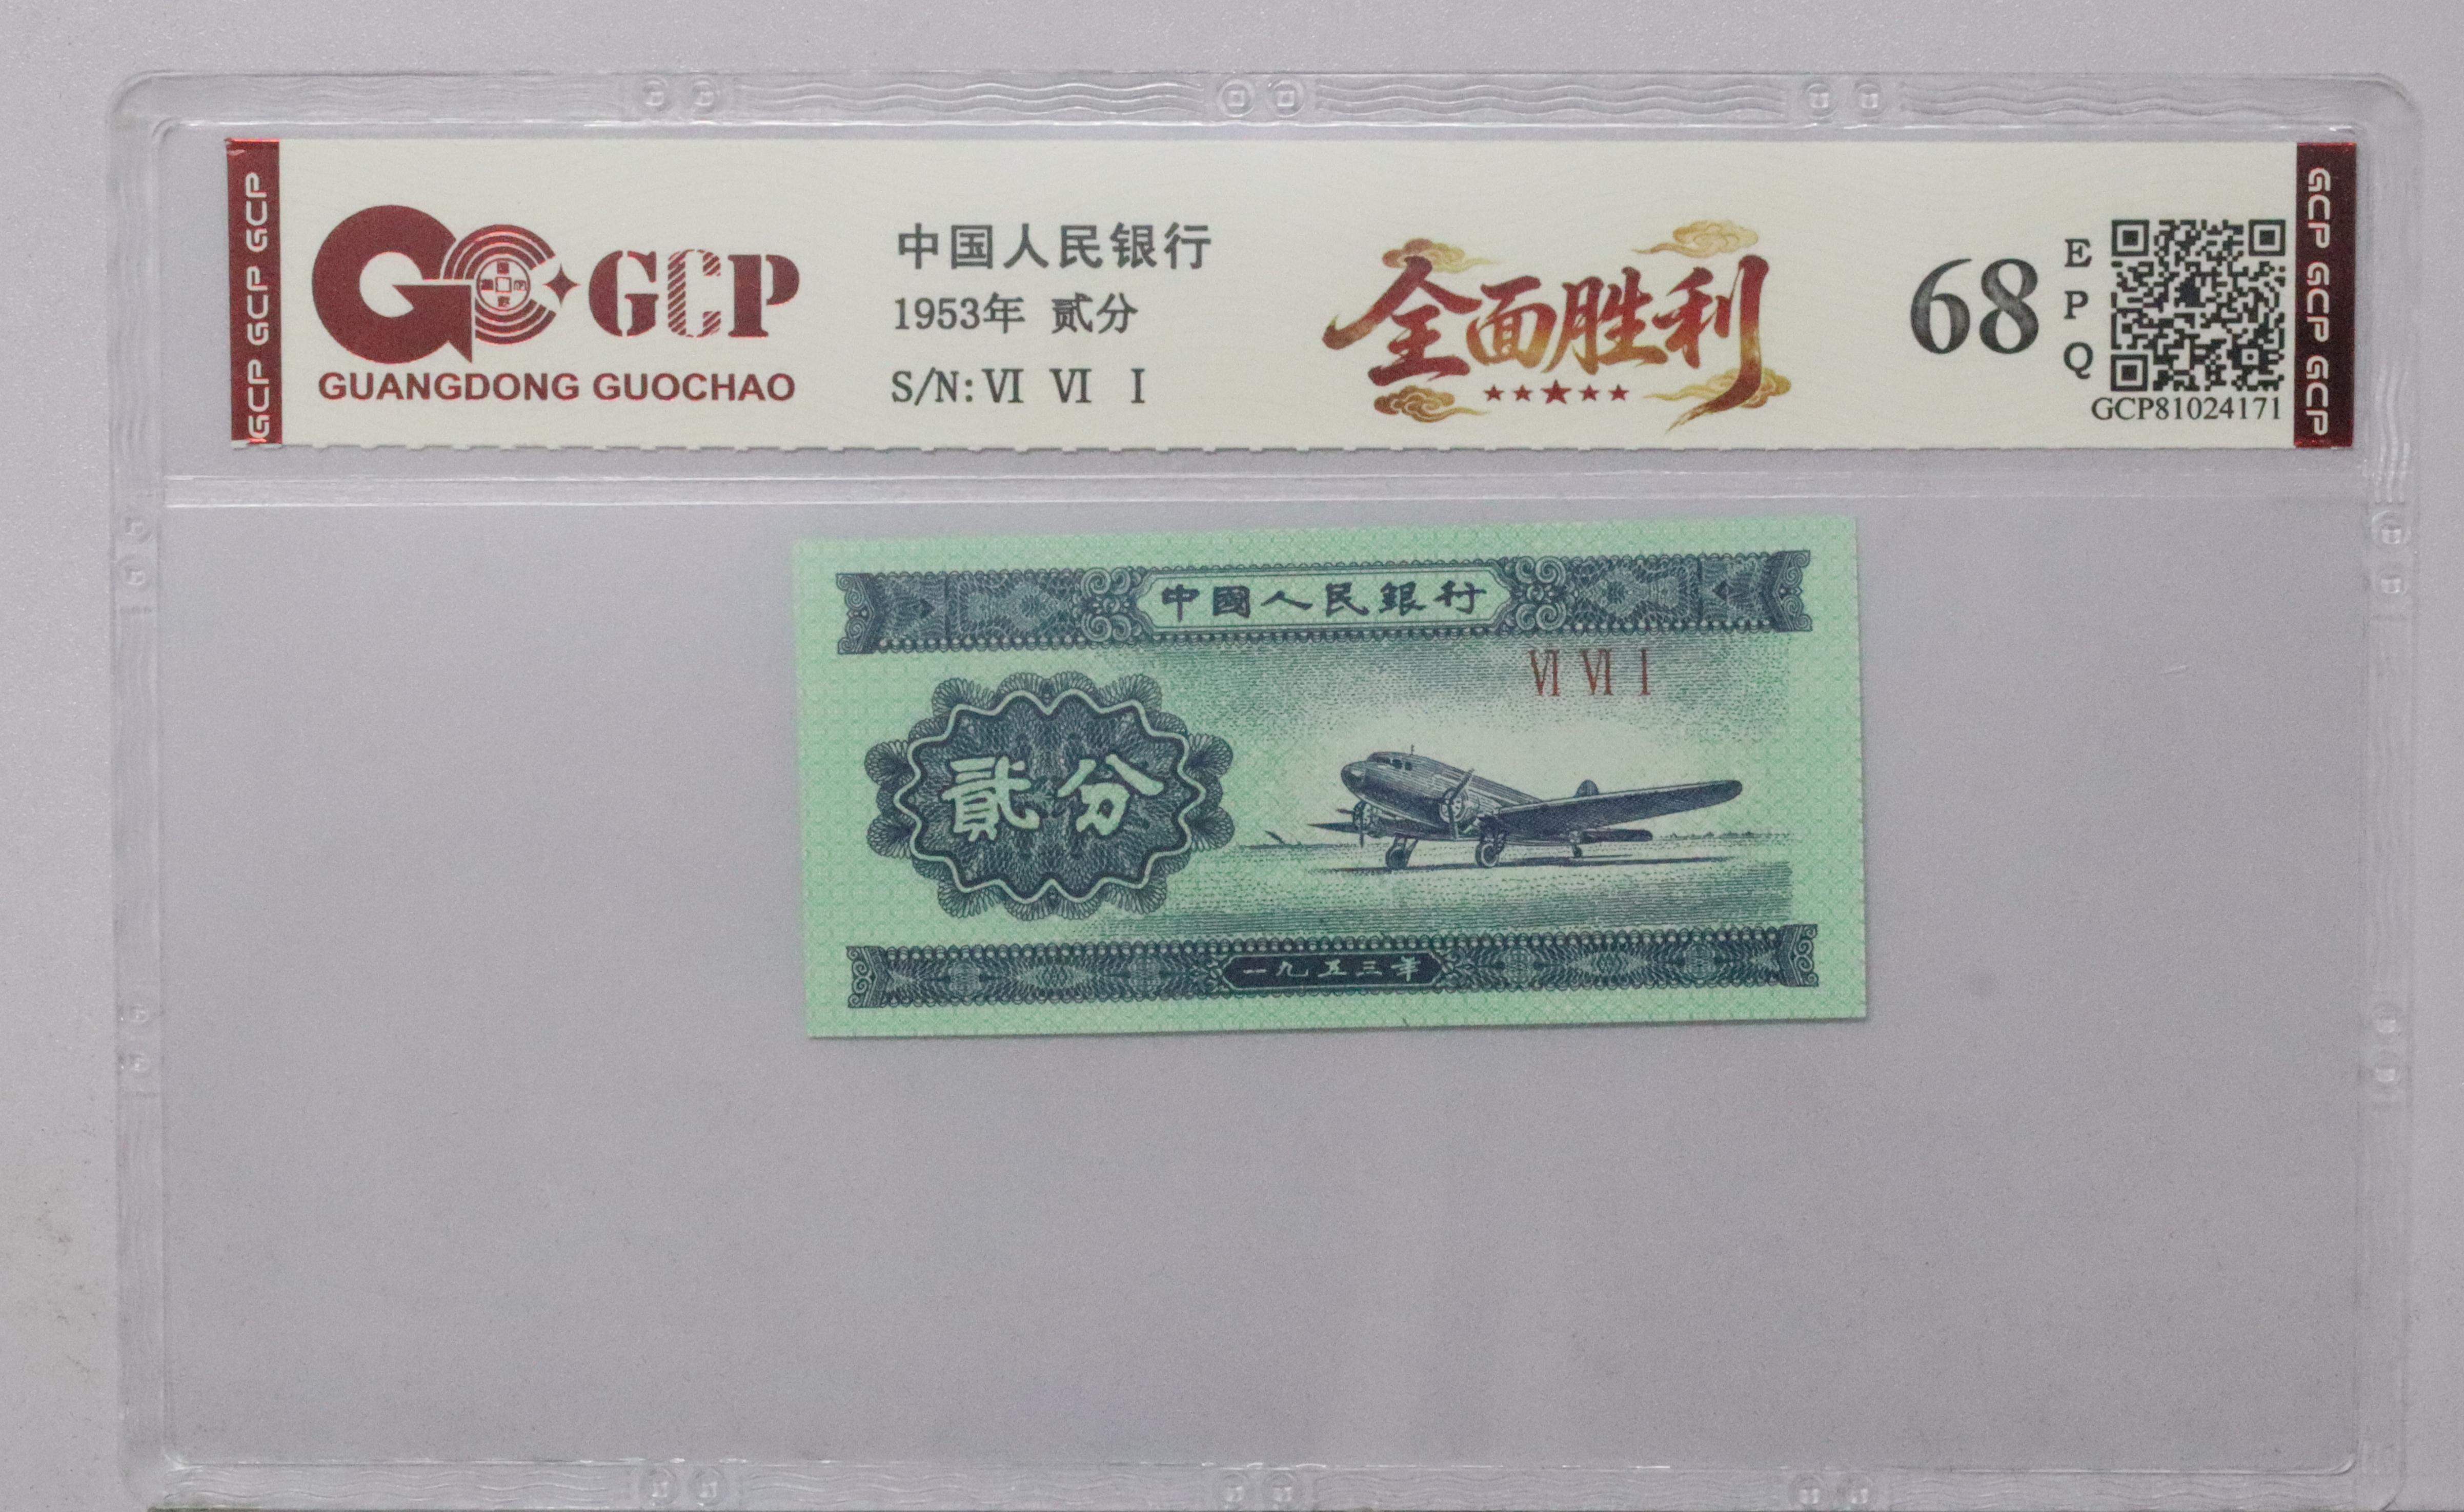 GCP GCP GCP
GCP
GUANGDONG GUOCHAO
中国人民银行
1953年 贰分
S/N: VI VI I
全面胜利
68
E
P
Q
GCP81024171
GCP GCP GCP
中國人民銀行
VI VI I
貳分
一九五三年